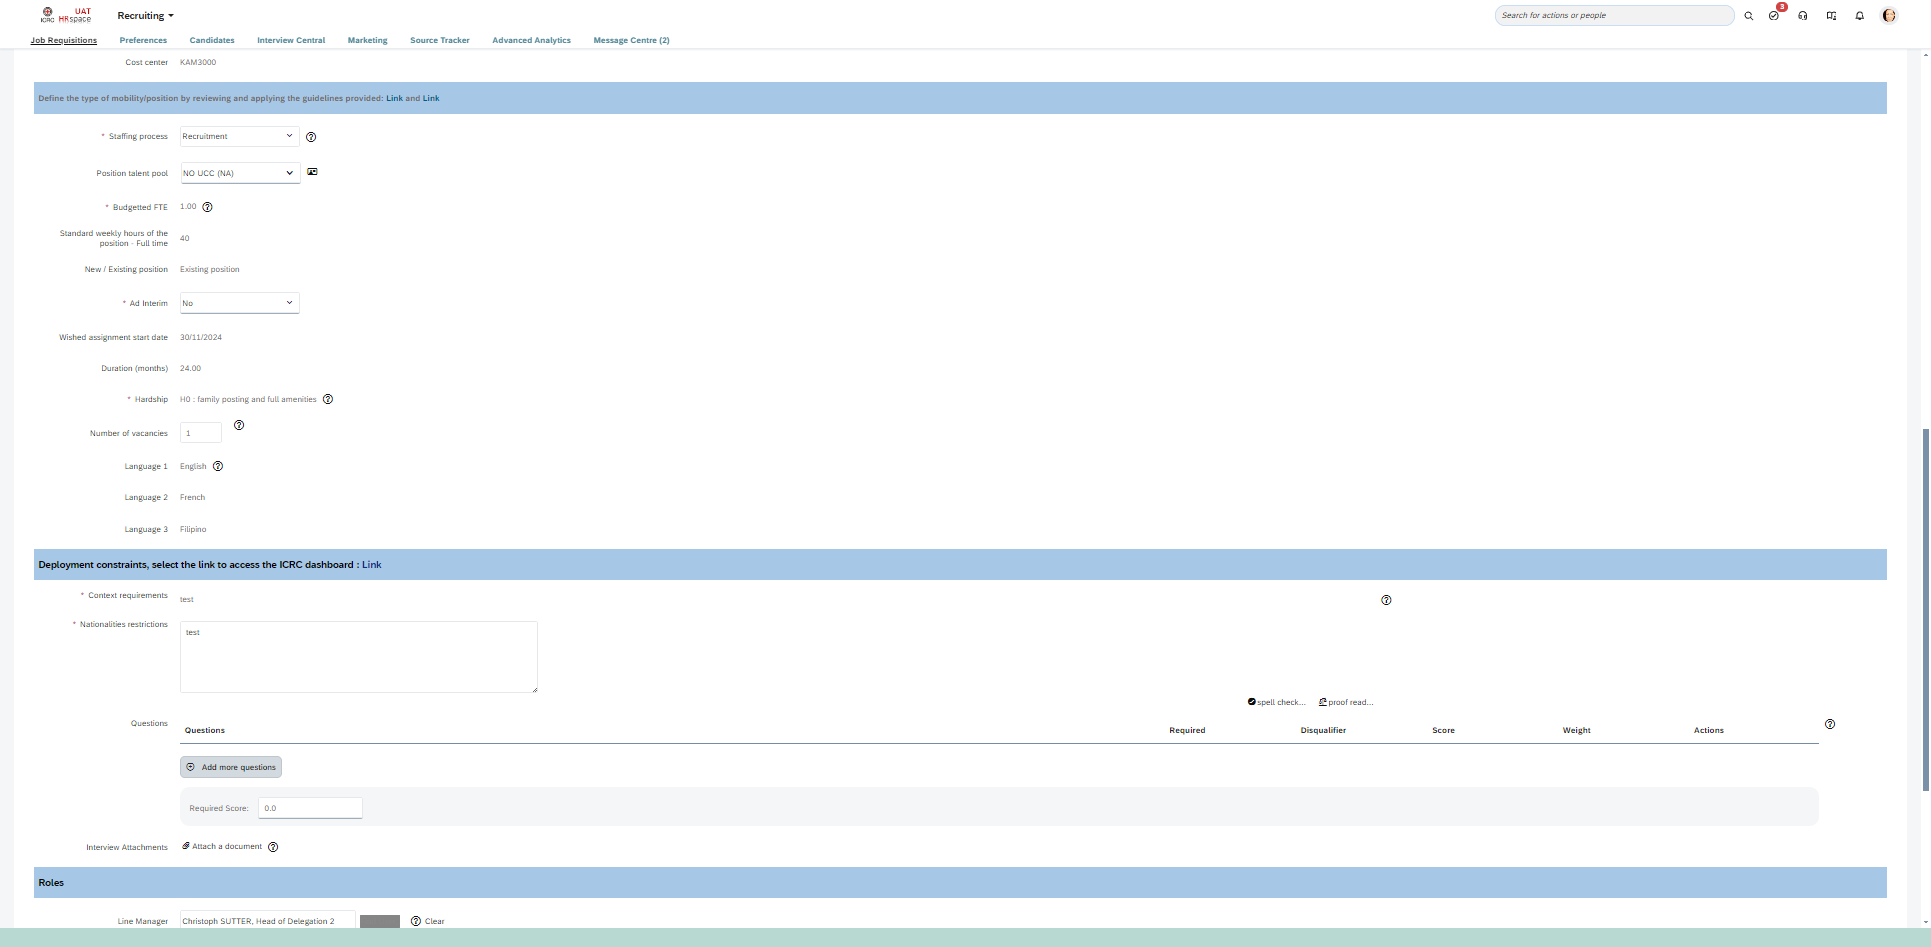 ICRC UAT HRspace
Recruiting
Search for actions or people
3
Job Requisitions Preferences Candidates Interview Central Marketing Source Tracker Advanced Analytics Message Centre (2)
Cost center KAM3000
Define the type of mobility/position by reviewing and applying the guidelines provided: Link and Link
* Staffing process Recruitment
Position talent pool NO UCC (NA)
* Budgetted FTE 1.00
Standard weekly hours of the
position - Full time 40
New / Existing position Existing position
* Ad Interim No
Wished assignment start date 30/11/2024
Duration (months) 24.00
* Hardship H0 : family posting and full amenities
Number of vacancies 1
Language 1 English
Language 2 French
Language 3 Filipino
Deployment constraints, select the link to access the ICRC dashboard : Link
* Context requirements test
* Nationalities restrictions test
spell check... proof read...
Questions
Questions Required Disqualifier Score Weight Actions
Add more questions
Required Score: 0.0
Interview Attachments Attach a document
Roles
Line Manager Christoph SUTTER, Head of Delegation 2 Clear